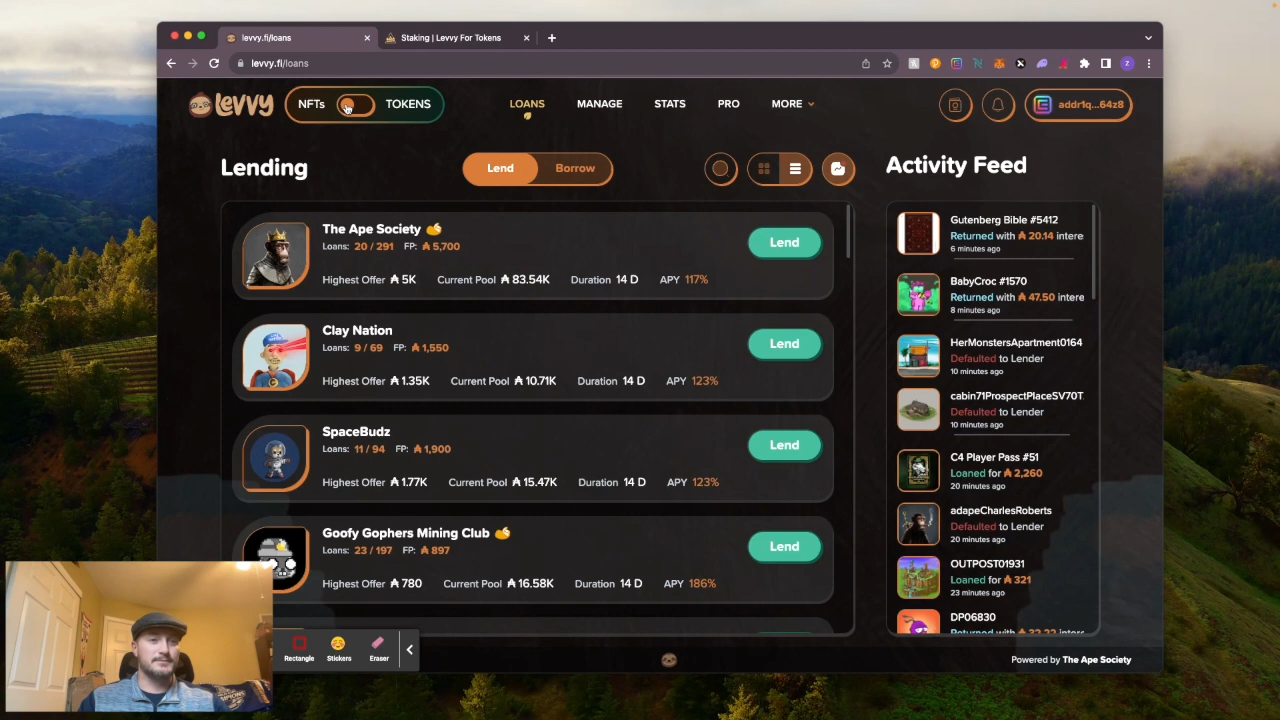 levvy.fi/loans
Staking | Levvy For Tokens
levvy.fi/loans
Z
levvy
NFTs
TOKENS
LOANS
MANAGE
STATS
PRO
MORE
addr1q...64z8
Lending
Lend
Borrow
Activity Feed
The Ape Society
Loans: 20 / 291 FP: ₳ 5,700
Lend
Highest Offer ₳ 5K Current Pool ₳ 83.54K Duration 14 D APY 117%
Clay Nation
Loans: 9 / 69 FP: ₳ 1,550
Lend
Highest Offer ₳ 1.35K Current Pool ₳ 10.71K Duration 14 D APY 123%
SpaceBudz
Loans: 11 / 94 FP: ₳ 1,900
Lend
Highest Offer ₳ 1.77K Current Pool ₳ 15.47K Duration 14 D APY 123%
Goofy Gophers Mining Club
Loans: 23 / 197 FP: ₳ 897
Lend
Highest Offer ₳ 780 Current Pool ₳ 16.58K Duration 14 D APY 186%
Gutenberg Bible #5412
Returned with ₳ 20.14 intere
6 minutes ago
BabyCroc #1570
Returned with ₳ 47.50 intere
8 minutes ago
HerMonstersApartment0164
Defaulted to Lender
10 minutes ago
cabin71ProspectPlaceSV70T
Defaulted to Lender
10 minutes ago
C4 Player Pass #51
Loaned for ₳ 2,260
20 minutes ago
adapeCharlesRoberts
Defaulted to Lender
20 minutes ago
OUTPOST01931
Loaned for ₳ 321
23 minutes ago
DP06830
Returned with ₳ 32.22 intere
Rectangle
Stickers
Eraser
Powered by The Ape Society